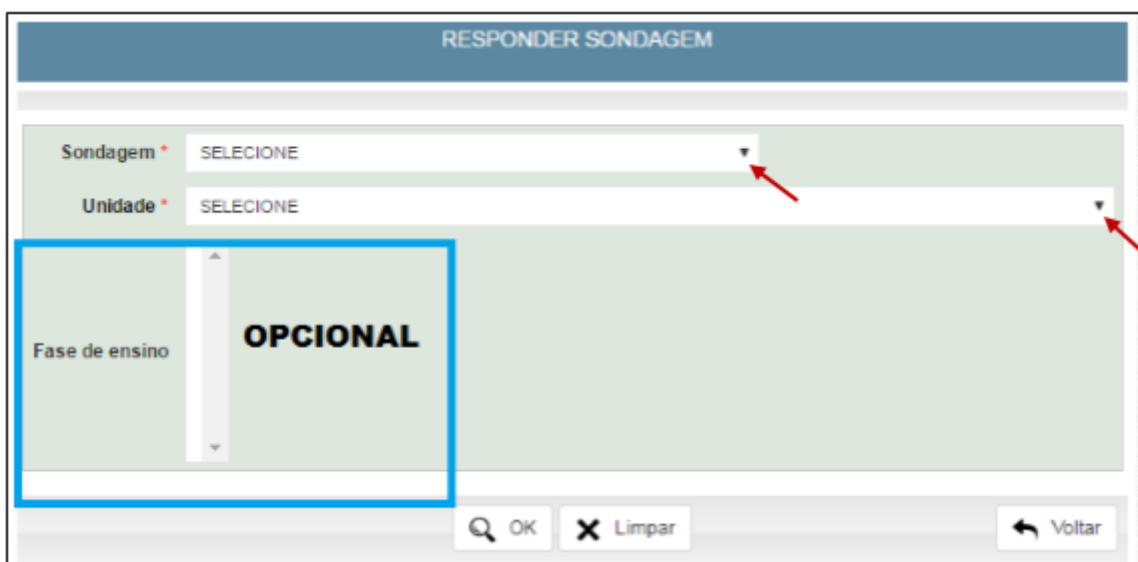 RESPONDER SONDAGEM
Sondagem * SELECIONE
Unidade * SELECIONE
Fase de ensino OPCIONAL
OK Limpar Voltar